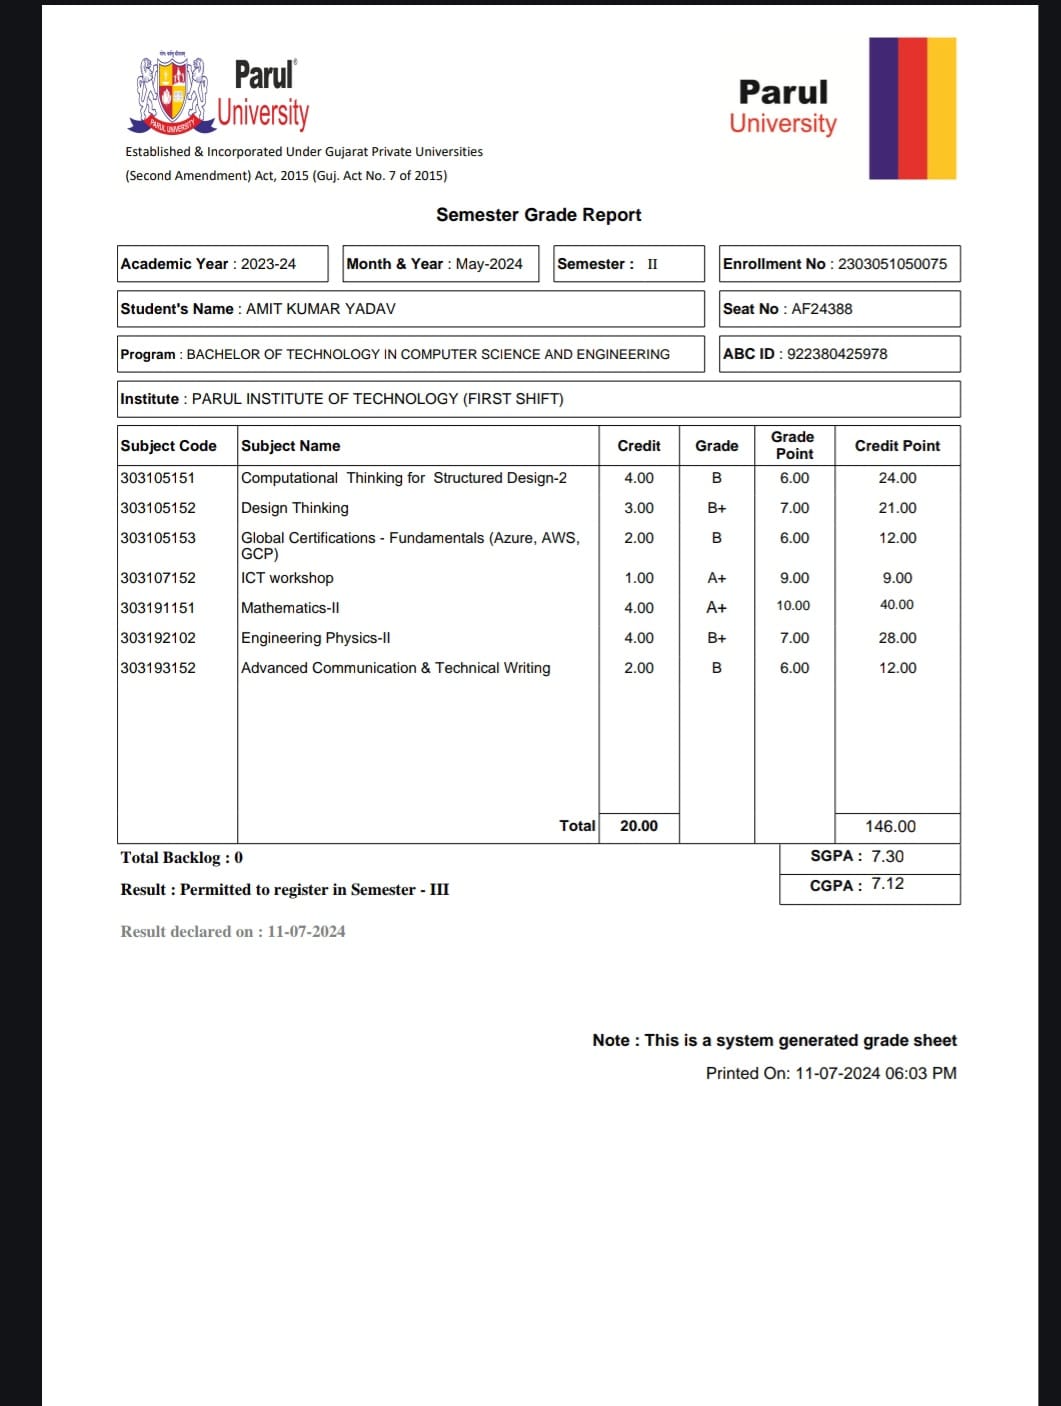 Parul
University
PARUL UNIVERSITY
Parul
University
Established & Incorporated Under Gujarat Private Universities
(Second Amendment) Act, 2015 (Guj. Act No. 7 of 2015)
Semester Grade Report
Academic Year : 2023-24 Month & Year : May-2024 Semester : II Enrollment No : 2303051050075
Student's Name : AMIT KUMAR YADAV Seat No : AF24388
Program : BACHELOR OF TECHNOLOGY IN COMPUTER SCIENCE AND ENGINEERING ABC ID : 922380425978
Institute : PARUL INSTITUTE OF TECHNOLOGY (FIRST SHIFT)
Subject Code Subject Name Credit Grade Grade Point Credit Point
303105151 Computational Thinking for Structured Design-2 4.00 B 6.00 24.00
303105152 Design Thinking 3.00 B+ 7.00 21.00
303105153 Global Certifications - Fundamentals (Azure, AWS, 2.00 B 6.00 12.00
GCP)
303107152 ICT workshop 1.00 A+ 9.00 9.00
303191151 Mathematics-II 4.00 A+ 10.00 40.00
303192102 Engineering Physics-II 4.00 B+ 7.00 28.00
303193152 Advanced Communication & Technical Writing 2.00 B 6.00 12.00
Total 20.00 146.00
Total Backlog : 0 SGPA : 7.30
Result : Permitted to register in Semester - III CGPA : 7.12
Result declared on : 11-07-2024
Note : This is a system generated grade sheet
Printed On: 11-07-2024 06:03 PM